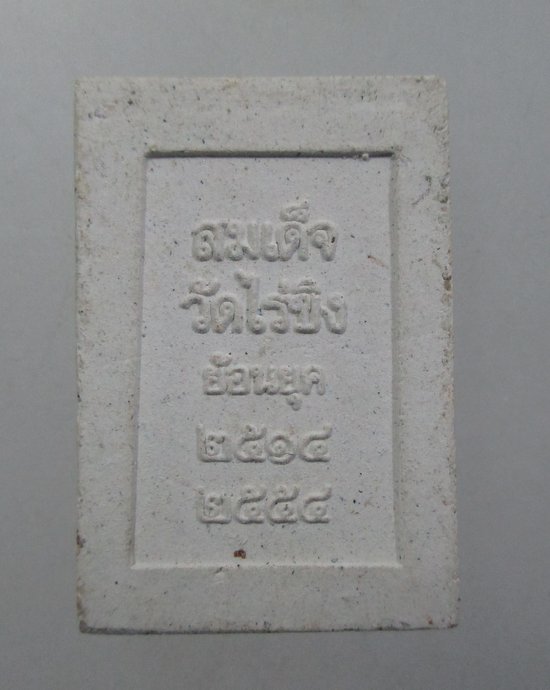 สมเด็จ
วัดไร่ขิง
ย้อนยุค
๒๕๑๔
๒๕๕๔